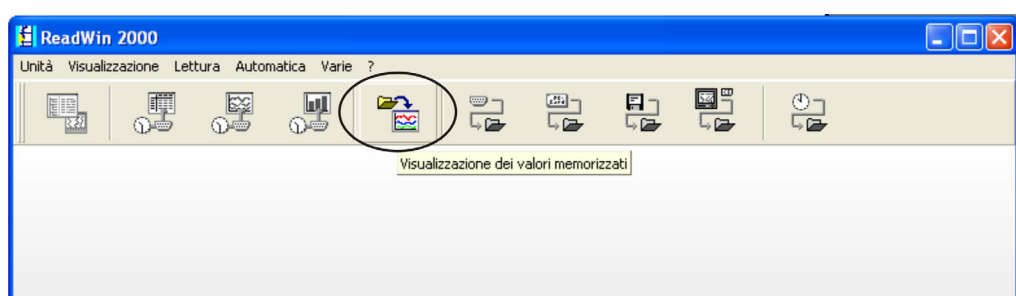 ReadWin 2000
Unità Visualizzazione Lettura Automatica Varie ?
Visualizzazione dei valori memorizzati